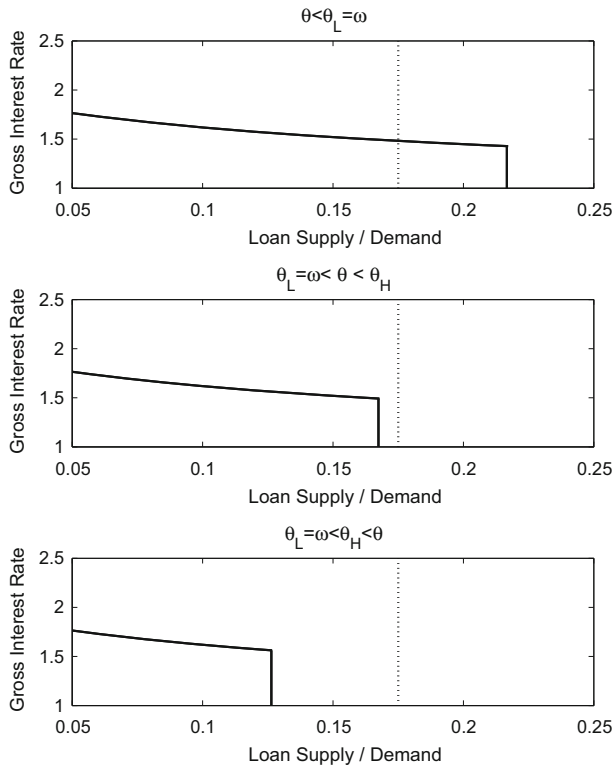 θ<θ_L=ω
Gross Interest Rate
2.5
2
1.5
1
0.05 0.1 0.15 0.2 0.25
Loan Supply / Demand
θ_L=ω< θ < θ_H
Gross Interest Rate
2.5
2
1.5
1
0.05 0.1 0.15 0.2 0.25
Loan Supply / Demand
θ_L=ω<θ_H<θ
Gross Interest Rate
2.5
2
1.5
1
0.05 0.1 0.15 0.2 0.25
Loan Supply / Demand